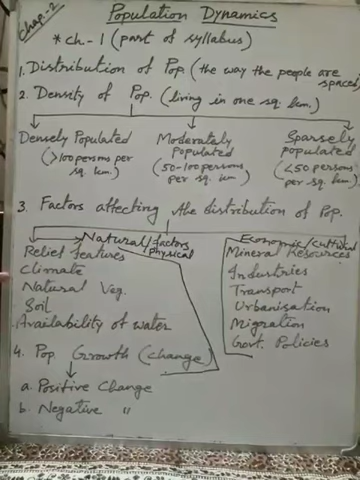 Chap-2
Population Dynamics
* Ch-1 (part of syllabus)
1. Distribution of Pop. (the way the people are spaced)
2. Density of Pop. (living in one sq. km.)
Densely Populated
(>100 persons per
sq. km.)
Moderately
Populated
(50-100 persons
per sq. km
Sparsely
Populated
(<50 persons
per sq. km.)
3. Factors affecting the distribution of Pop.
Natural/factors
physical
Relief features
Climate
Natural Veg.
Soil
Availability of water
Economic/cultural
Mineral Resources
Industries
Transport
Urbanisation
Migration
Govt. Policies
4. Pop. Growth (change)
a. Positive Change
b. Negative "